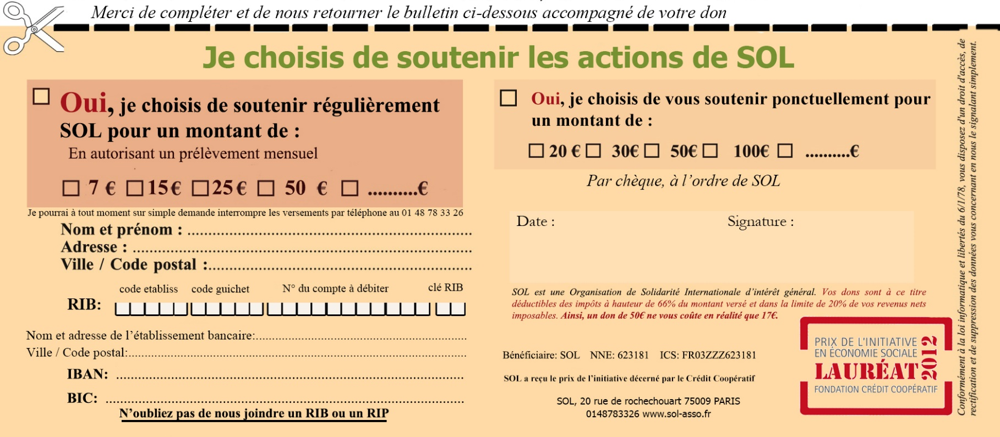 Merci de compléter et de nous retourner le bulletin ci-dessous accompagné de votre don
Je choisis de soutenir les actions de SOL
Oui, je choisis de soutenir régulièrement
SOL pour un montant de :
En autorisant un prélèvement mensuel
7 € 15€ 25€ 50 € ..........€
Je pourrai à tout moment sur simple demande interrompre les versements par téléphone au 01 48 78 33 26
Nom et prénom : ..........
Adresse : ..........
Ville / Code postal :..........
code etabliss code guichet N° du compte à débiter clé RIB
RIB:
Nom et adresse de l'établissement bancaire:..........
Ville / Code postal:..........
IBAN: ..........
BIC: ..........
N'oubliez pas de nous joindre un RIB ou un RIP
Oui, je choisis de vous soutenir ponctuellement pour
un montant de :
20 € 30€ 50€ 100€ ..........€
Par chèque, à l'ordre de SOL
Date : Signature :
SOL est une Organisation de Solidarité Internationale d'intérêt général. Vos dons sont à ce titre
déductibles des impôts à hauteur de 66% du montant versé et dans la limite de 20% de vos revenus nets
imposables. Ainsi, un don de 50€ ne vous coûte en réalité que 17€.
Bénéficiaire: SOL NNE: 623181 ICS: FR03ZZZ623181
SOL a reçu le prix de l'initiative décerné par le Crédit Coopératif
SOL, 20 rue de rochechouart 75009 PARIS
0148783326 www.sol-asso.fr
PRIX DE L'INITIATIVE
EN ÉCONOMIE SOCIALE
LAURÉAT 2012
FONDATION CRÉDIT COOPÉRATIF
Conformément à la loi informatique et libertés du 6/1/78, vous disposez d'un droit d'accès, de
rectification et de suppression des données vous concernant en nous le signalant simplement.